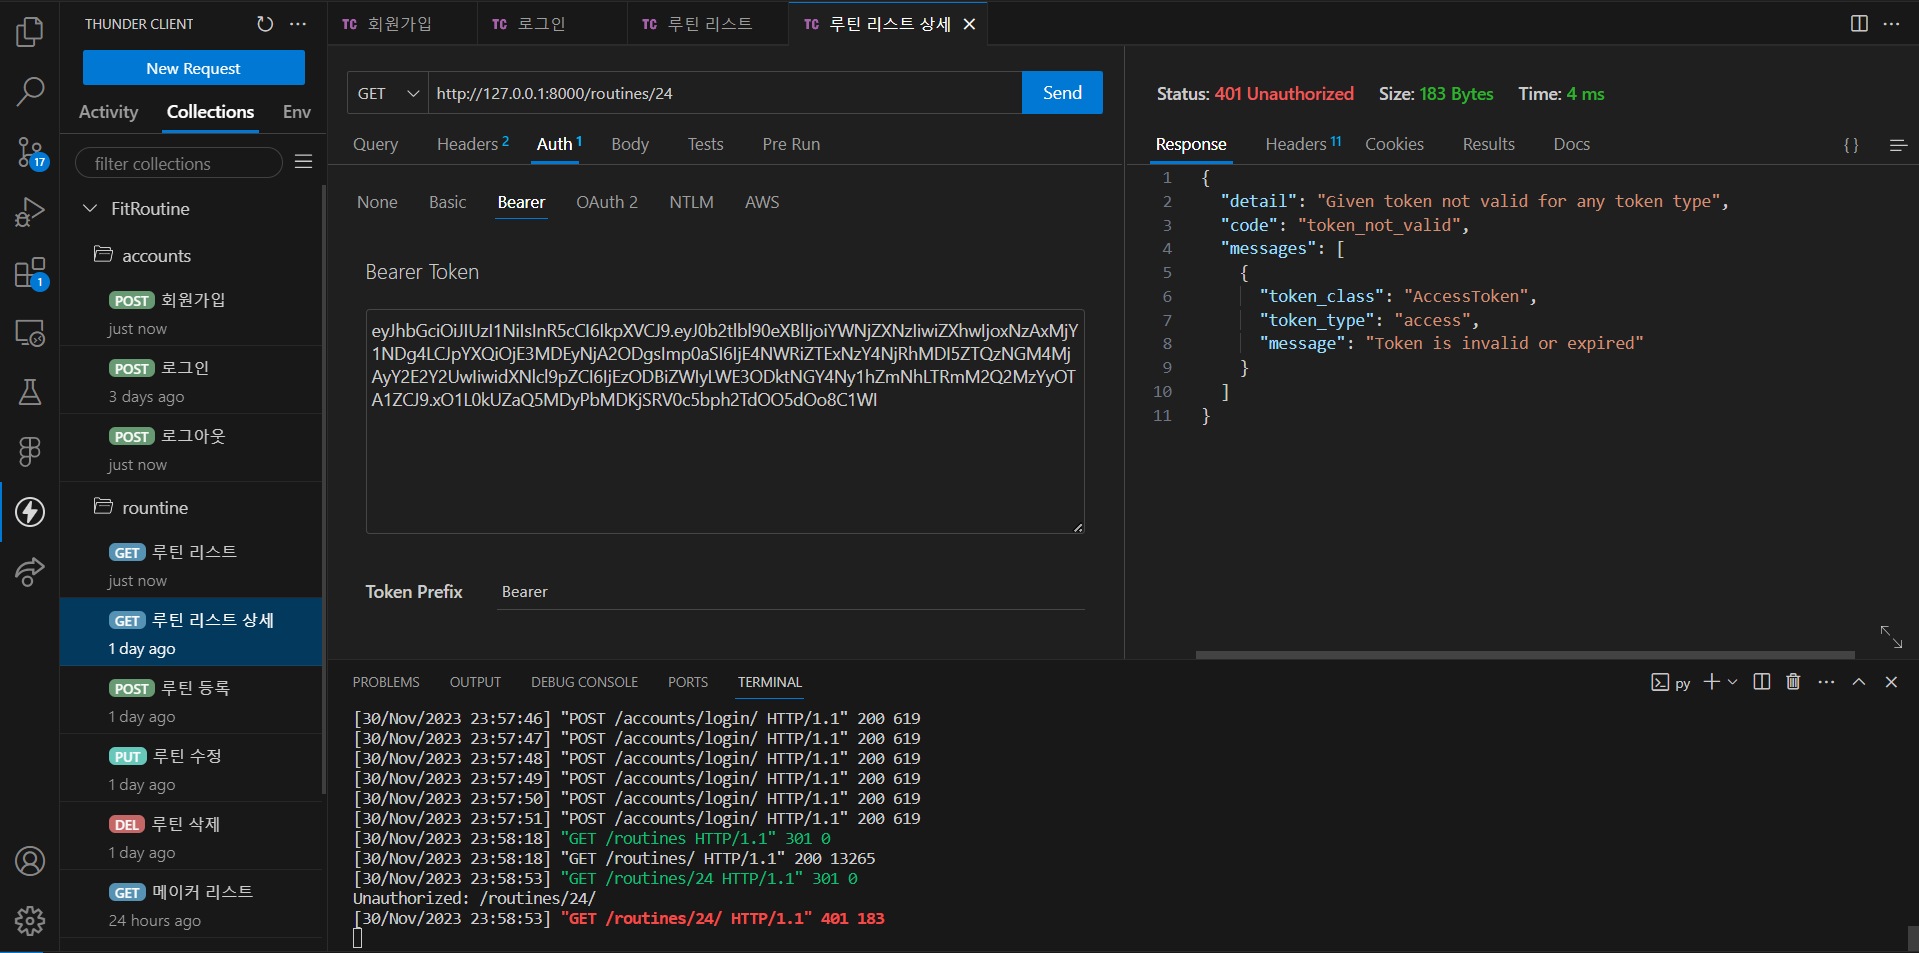 THUNDER CLIENT
New Request
Activity
Collections
Env
filter collections
FitRoutine
accounts
POST 회원가입
just now
POST 로그인
3 days ago
POST 로그아웃
just now
rountine
GET 루틴 리스트
just now
GET 루틴 리스트 상세
1 day ago
POST 루틴 등록
1 day ago
PUT 루틴 수정
1 day ago
DEL 루틴 삭제
1 day ago
GET 메이커 리스트
24 hours ago
17
1
TC 회원가입
TC 로그인
TC 루틴 리스트
TC 루틴 리스트 상세
GET
http://127.0.0.1:8000/routines/24
Send
Query
Headers 2
Auth 1
Body
Tests
Pre Run
None
Basic
Bearer
OAuth 2
NTLM
AWS
Bearer Token
Token Prefix
Bearer
Status: 401 Unauthorized
Size: 183 Bytes
Time: 4 ms
Response
Headers 11
Cookies
Results
Docs
{ }
1 {
2 "detail": "Given token not valid for any token type",
3 "code": "token_not_valid",
4 "messages": [
5 {
6 "token_class": "AccessToken",
7 "token_type": "access",
8 "message": "Token is invalid or expired"
9 }
10 ]
11 }
PROBLEMS
OUTPUT
DEBUG CONSOLE
PORTS
TERMINAL
py
[30/Nov/2023 23:57:46] "POST /accounts/login/ HTTP/1.1" 200 619
[30/Nov/2023 23:57:47] "POST /accounts/login/ HTTP/1.1" 200 619
[30/Nov/2023 23:57:48] "POST /accounts/login/ HTTP/1.1" 200 619
[30/Nov/2023 23:57:49] "POST /accounts/login/ HTTP/1.1" 200 619
[30/Nov/2023 23:57:50] "POST /accounts/login/ HTTP/1.1" 200 619
[30/Nov/2023 23:57:51] "POST /accounts/login/ HTTP/1.1" 200 619
[30/Nov/2023 23:58:18] "GET /routines HTTP/1.1" 301 0
[30/Nov/2023 23:58:18] "GET /routines/ HTTP/1.1" 200 13265
[30/Nov/2023 23:58:53] "GET /routines/24 HTTP/1.1" 301 0
Unauthorized: /routines/24/
[30/Nov/2023 23:58:53] "GET /routines/24/ HTTP/1.1" 401 183